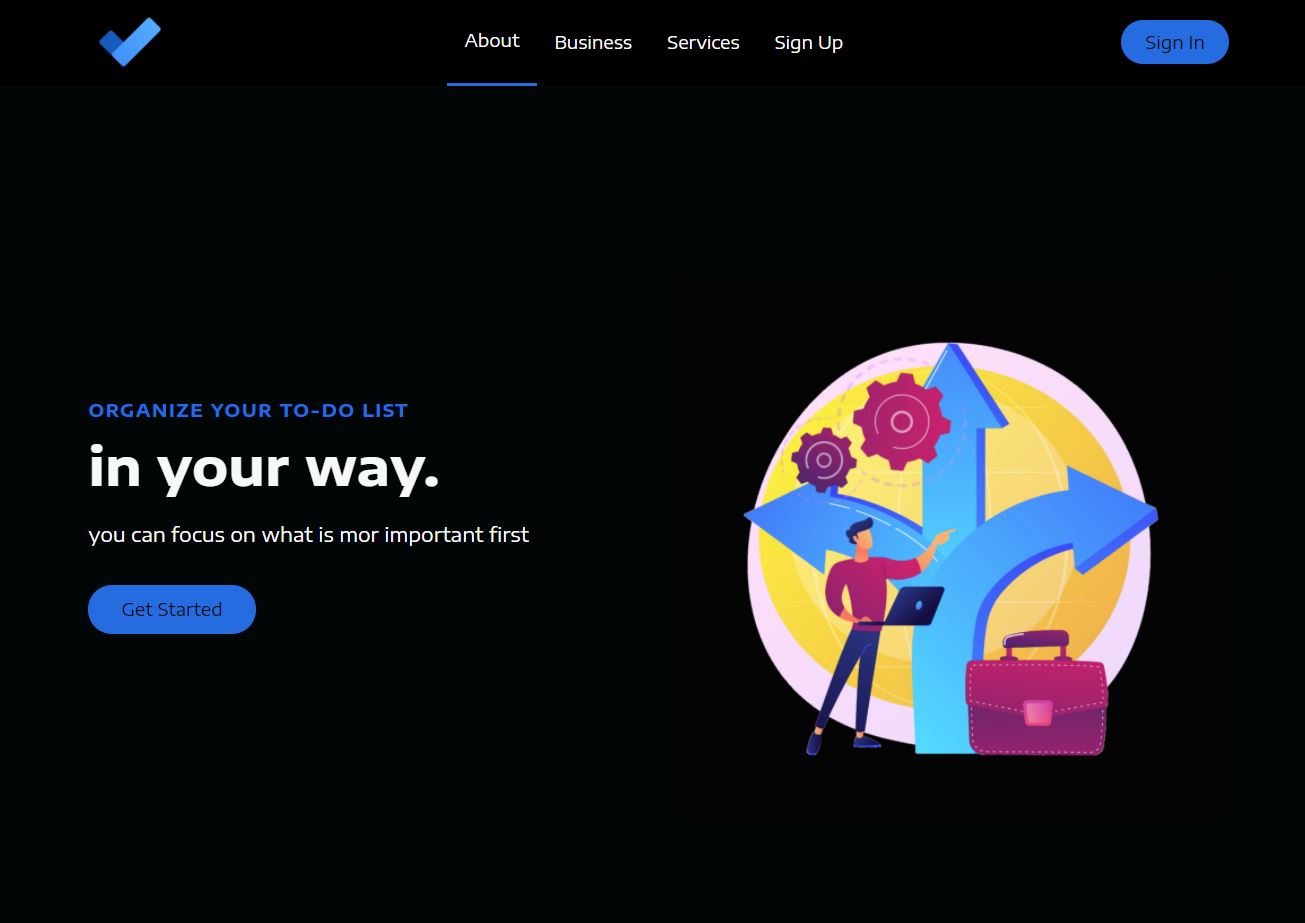 About
Business
Services
Sign Up
Sign In
ORGANIZE YOUR TO-DO LIST
in your way.
you can focus on what is mor important first
Get Started